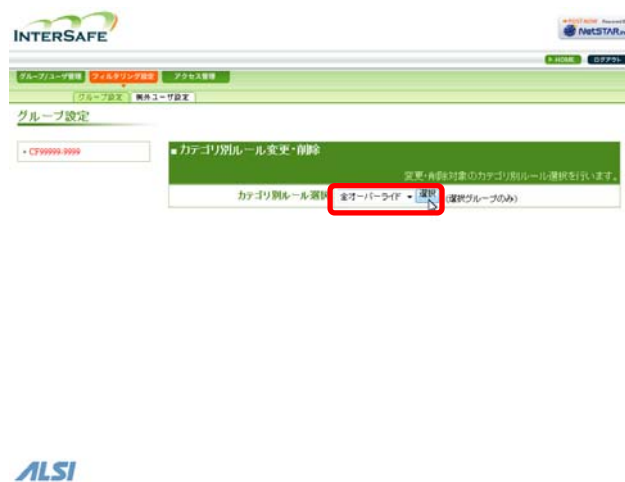 INTERSAFE
NetSTAR
HOME ログアウト
グループ/ユーザ管理 フィルタリング設定 アクセス管理
グループ設定 例外ユーザ設定
グループ設定
CF99999-9999
■カテゴリ別ルール変更・削除
変更・削除対象のカテゴリ別ルール選択を行います。
カテゴリ別ルール選択 全オーバーライド 選択 (選択グループのみ)
ALSI